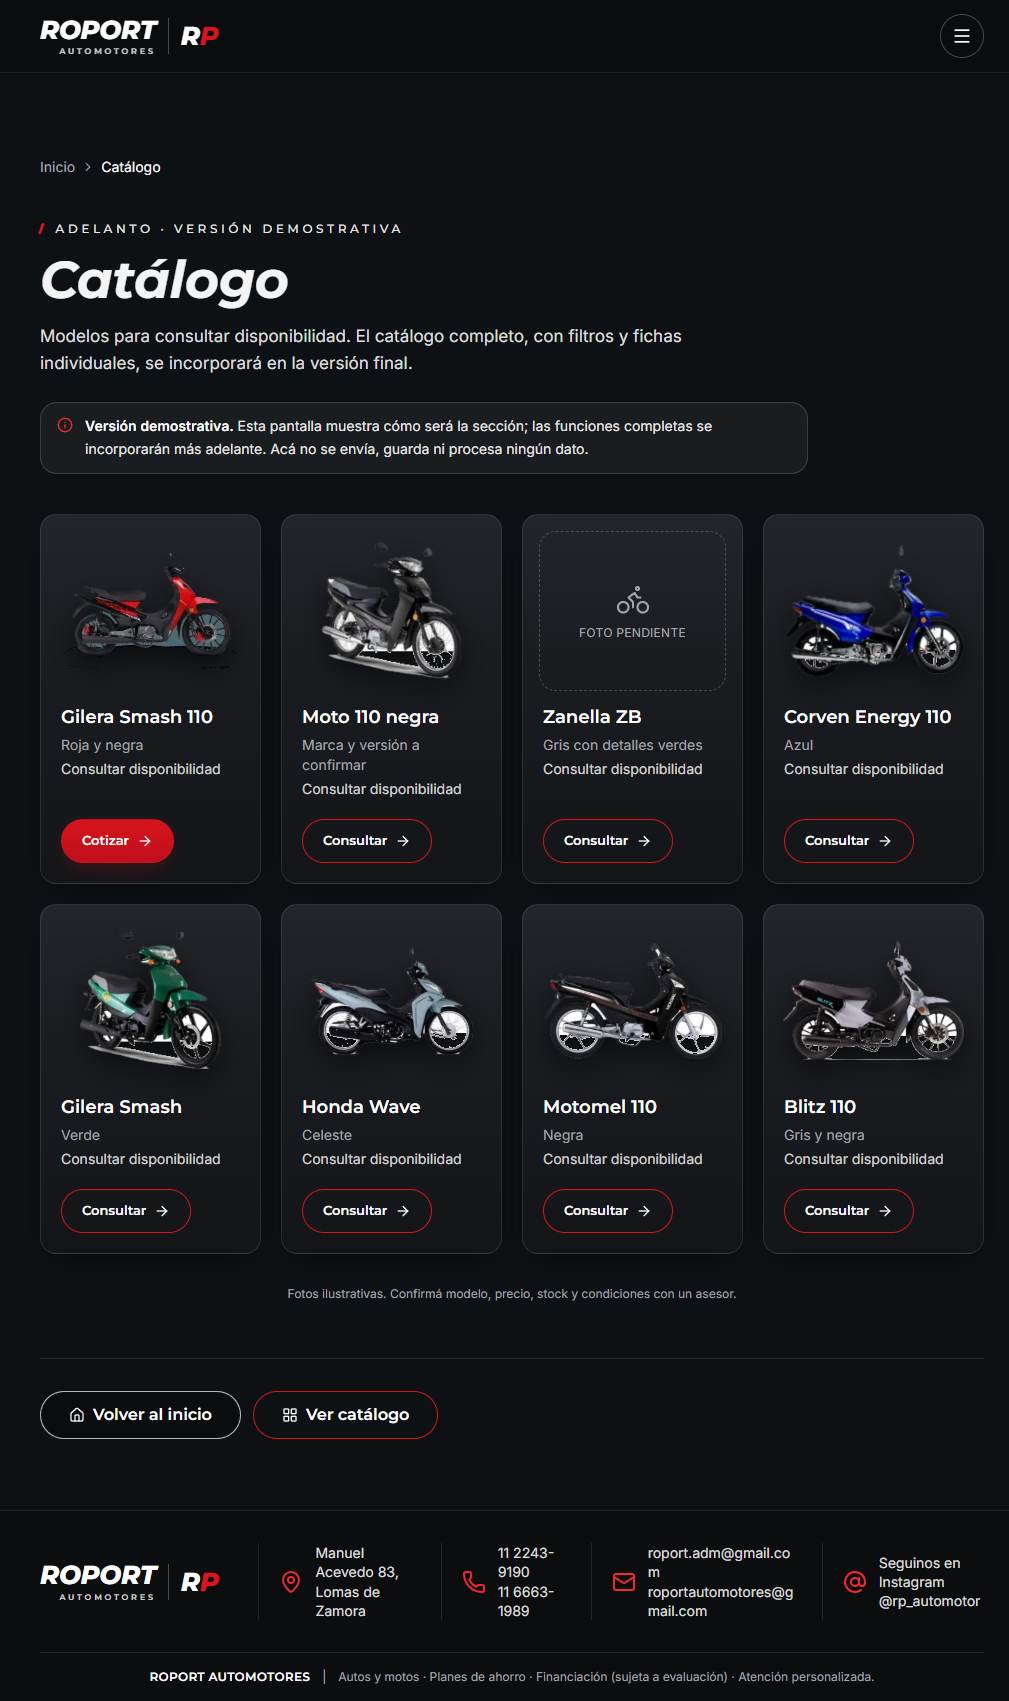 ROPORT
AUTOMOTORES
RP
Inicio > Catálogo
ADELANTO · VERSIÓN DEMOSTRATIVA
Catálogo
Modelos para consultar disponibilidad. El catálogo completo, con filtros y fichas
individuales, se incorporará en la versión final.
Versión demostrativa. Esta pantalla muestra cómo será la sección; las funciones completas se
incorporarán más adelante. Acá no se envía, guarda ni procesa ningún dato.
Gilera Smash 110
Roja y negra
Consultar disponibilidad
Cotizar →
Moto 110 negra
Marca y versión a
confirmar
Consultar disponibilidad
Consultar →
FOTO PENDIENTE
Zanella ZB
Gris con detalles verdes
Consultar disponibilidad
Consultar →
Corven Energy 110
Azul
Consultar disponibilidad
Consultar →
Gilera Smash
Verde
Consultar disponibilidad
Consultar →
Honda Wave
Celeste
Consultar disponibilidad
Consultar →
Motomel 110
Negra
Consultar disponibilidad
Consultar →
BLITZ
Blitz 110
Gris y negra
Consultar disponibilidad
Consultar →
Fotos ilustrativas. Confirmá modelo, precio, stock y condiciones con un asesor.
Volver al inicio
Ver catálogo
ROPORT
AUTOMOTORES
RP
Manuel
Acevedo 83,
Lomas de
Zamora
11 2243-
9190
11 6663-
1989
roport.adm@gmail.co
m
roportautomotores@g
mail.com
Seguinos en
Instagram
@rp_automotor
ROPORT AUTOMOTORES | Autos y motos · Planes de ahorro · Financiación (sujeta a evaluación) · Atención personalizada.